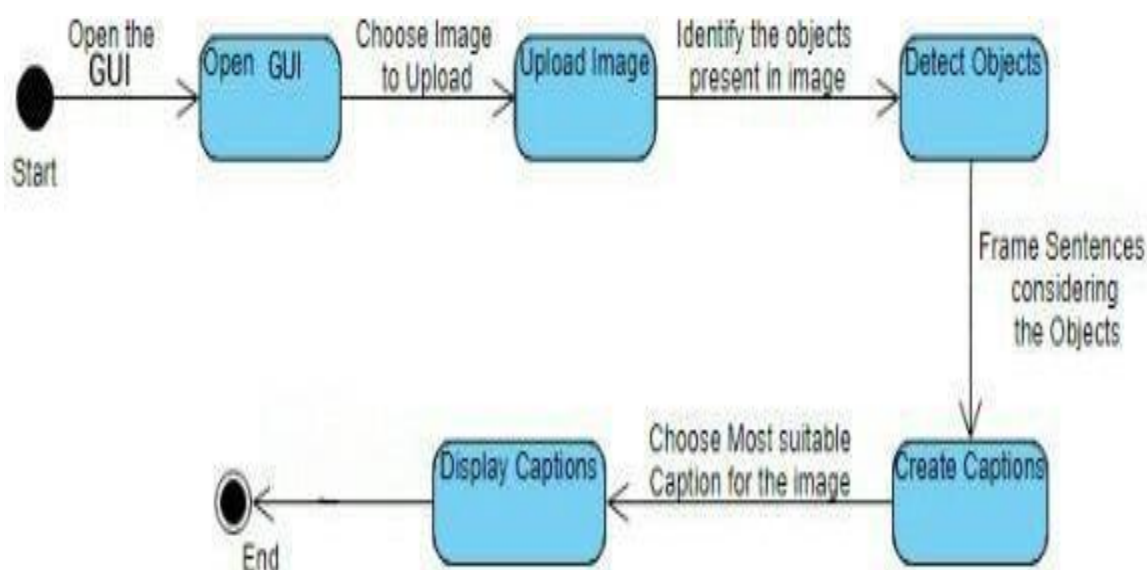 Open the
GUI
Start
Open GUI
Choose Image
to Upload
Upload Image
Identify the objects
present in image
Detect Objects
Frame Sentences
considering
the Objects
Create Captions
Choose Most suitable
Caption for the image
Display Captions
End